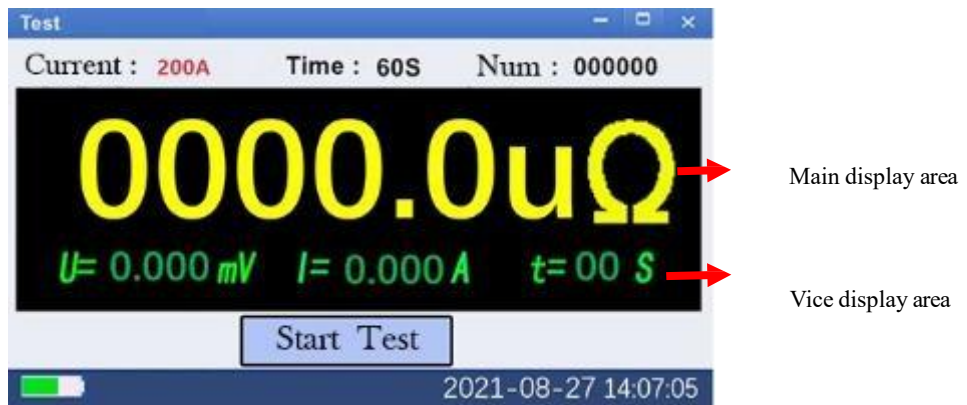 Test
Current : 200A Time : 60S Num : 000000
0000.0uΩ
Main display area
U= 0.000 mV I= 0.000 A t= 00 S
Vice display area
Start Test
2021-08-27 14:07:05